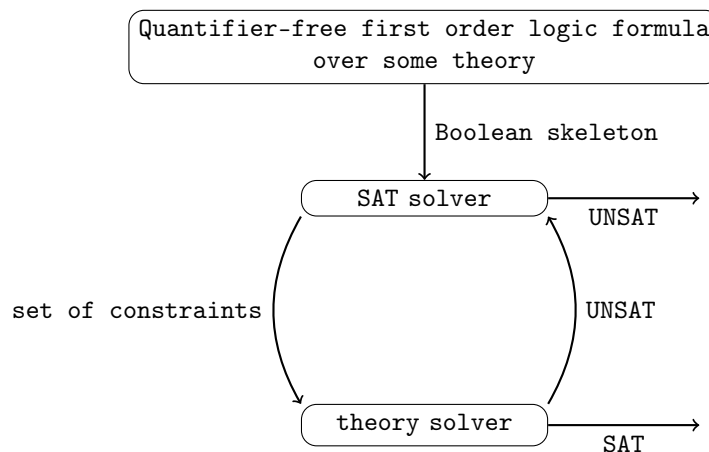 Quantifier-free first order logic formula
over some theory
Boolean skeleton
SAT solver
UNSAT
set of constraints
UNSAT
theory solver
SAT